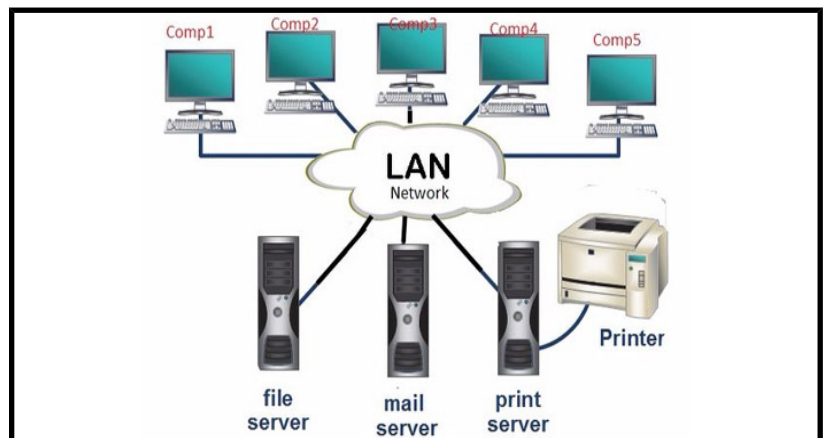 Comp1
Comp2
Comp3
Comp4
Comp5
LAN
Network
Printer
file
server
mail
server
print
server